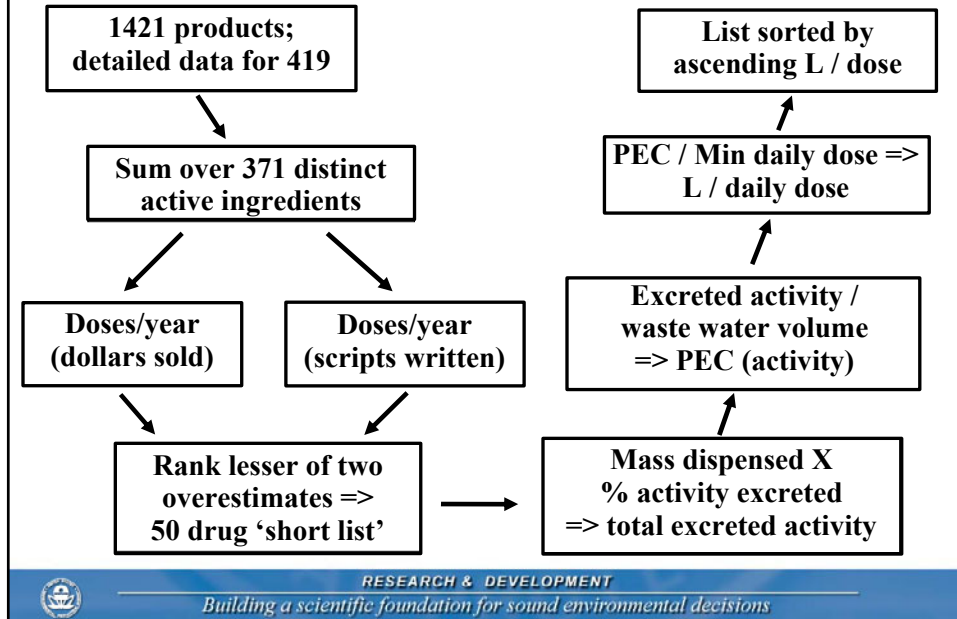 1421 products;
detailed data for 419
Sum over 371 distinct
active ingredients
Doses/year
(dollars sold)
Doses/year
(scripts written)
Rank lesser of two
overestimates =>
50 drug ‘short list’
Mass dispensed X
% activity excreted
=> total excreted activity
Excreted activity /
waste water volume
=> PEC (activity)
PEC / Min daily dose =>
L / daily dose
List sorted by
ascending L / dose
RESEARCH & DEVELOPMENT
Building a scientific foundation for sound environmental decisions